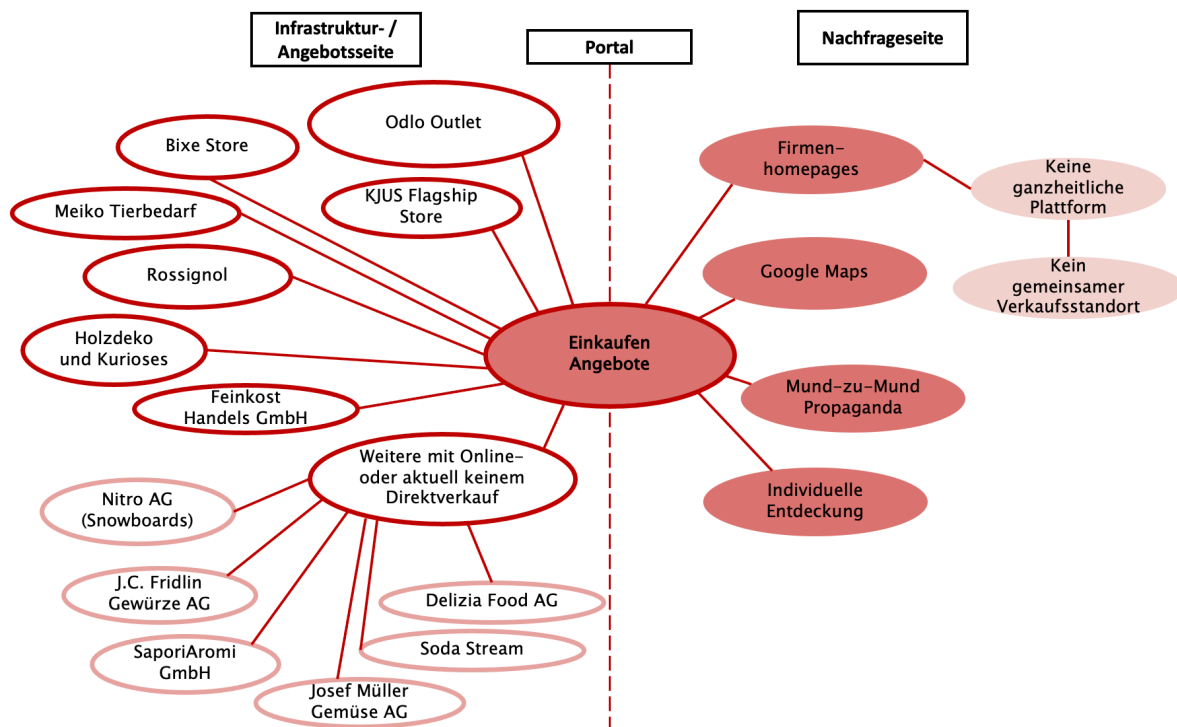 Infrastruktur- /
Angebotsseite
Portal
Nachfrageseite
Odlo Outlet
Bixe Store
KJUS Flagship
Store
Meiko Tierbedarf
Rossignol
Holzdeko
und Kurioses
Feinkost
Handels GmbH
Einkaufen
Angebote
Firmen-
homepages
Keine
ganzheitliche
Plattform
Google Maps
Kein
gemeinsamer
Verkaufsstandort
Mund-zu-Mund
Propaganda
Individuelle
Entdeckung
Weitere mit Online-
oder aktuell keinem
Direktverkauf
Nitro AG
(Snowboards)
J.C. Fridlin
Gewürze AG
SaporiAromi
GmbH
Josef Müller
Gemüse AG
Soda Stream
Delizia Food AG